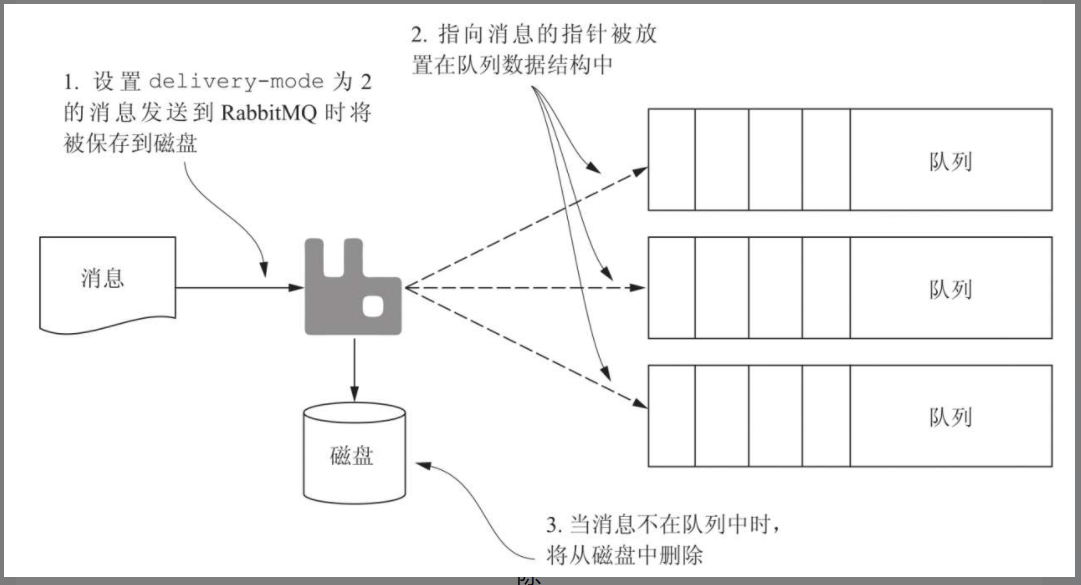 2. 指向消息的指针被放
置在队列数据结构中
1. 设置 delivery-mode 为 2
的消息发送到 RabbitMQ 时将
被保存到磁盘
队列
消息
队列
队列
磁盘
3. 当消息不在队列中时，
将从磁盘中删除